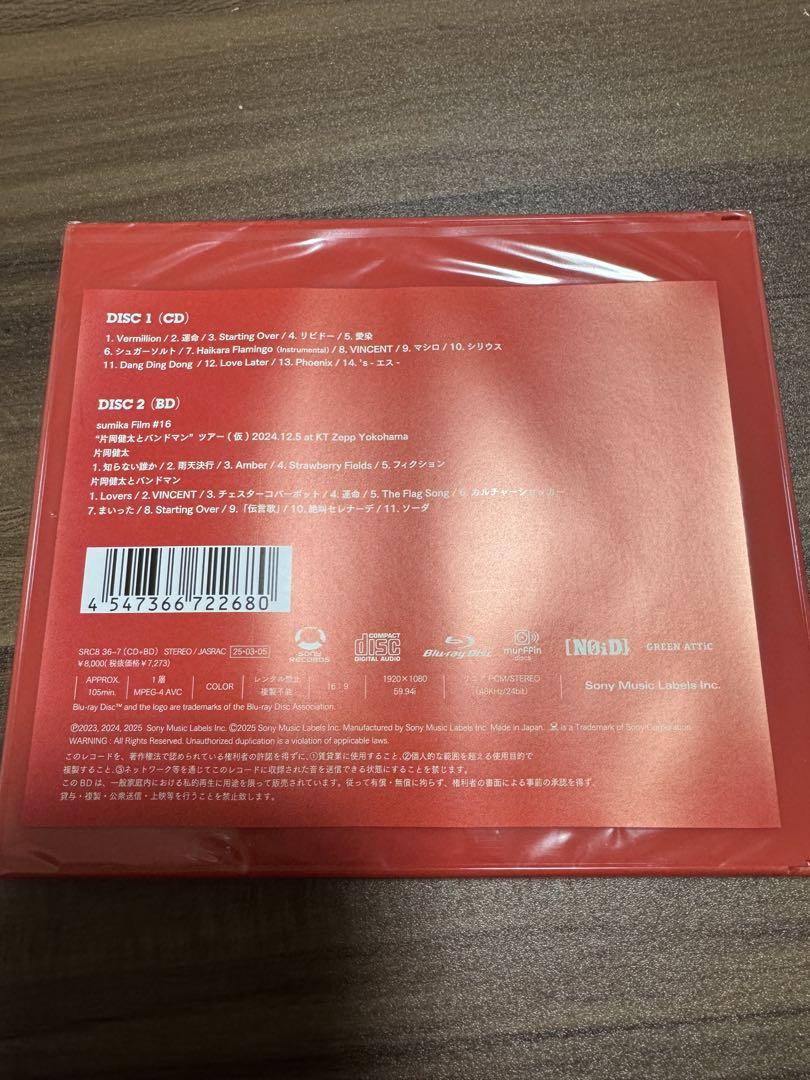 DISC 1 (CD)
1. Vermillion / 2. 運命 / 3. Starting Over / 4. リビドー / 5. 愛染
6. シュガーソルト / 7. Haikara Flamingo (Instrumental) / 8. VINCENT / 9. マシロ / 10. シリウス
11. Dang Ding Dong / 12. Love Later / 13. Phoenix / 14. 's - エス -
DISC 2 (BD)
sumika Film #16
“片岡健太とバンドマン” ツアー (仮) 2024.12.5 at KT Zepp Yokohama
片岡健太
1. 知らない誰か / 2. 雨天決行 / 3. Amber / 4. Strawberry Fields / 5. フィクション
片岡健太とバンドマン
1. Lovers / 2. VINCENT / 3. チェスターコパーポット / 4. 運命 / 5. The Flag Song / 6. カルチャーショッカー
7. まいった / 8. Starting Over / 9. 「伝言歌」 / 10. 絶叫セレナーデ / 11. ソーダ
4 547366 722680
SRC8 36–7 (CD+BD) STEREO / JASRAC 25•03•05
¥8,000( 税抜価格 ¥7,273)
SONY RECORDS
COMPACT disc DIGITAL AUDIO
Blu-ray Disc
murffin discs
[NOiD]
GREEN ATTiC
APPROX. 105min.
1 層 MPEG-4 AVC
COLOR
レンタル禁止 複製不能
16:9
1920×1080 59.94i
リニア PCM/STEREO (48KHz/24bit)
Sony Music Labels Inc.
Blu-ray Disc™ and the logo are trademarks of the Blu-ray Disc Association.
℗2023, 2024, 2025 Sony Music Labels Inc. ©2025 Sony Music Labels Inc. Manufactured by Sony Music Labels Inc. Made in Japan. is a Trademark of Sony Corporation.
WARNING : All Rights Reserved. Unauthorized duplication is a violation of applicable laws.
このレコードを、著作権法で認められている権利者の許諾を得ずに、①賃貸業に使用すること、②個人的な範囲を超える使用目的で
複製すること、③ネットワーク等を通じてこのレコードに収録された音を送信できる状態にすることを禁じます。
この BD は、一般家庭内における私的再生に用途を限って販売されています。従って有償・無償に拘らず、権利者の書面による事前の承認を得ず、
貸与・複製・公衆送信・上映等を行うことを禁止致します。